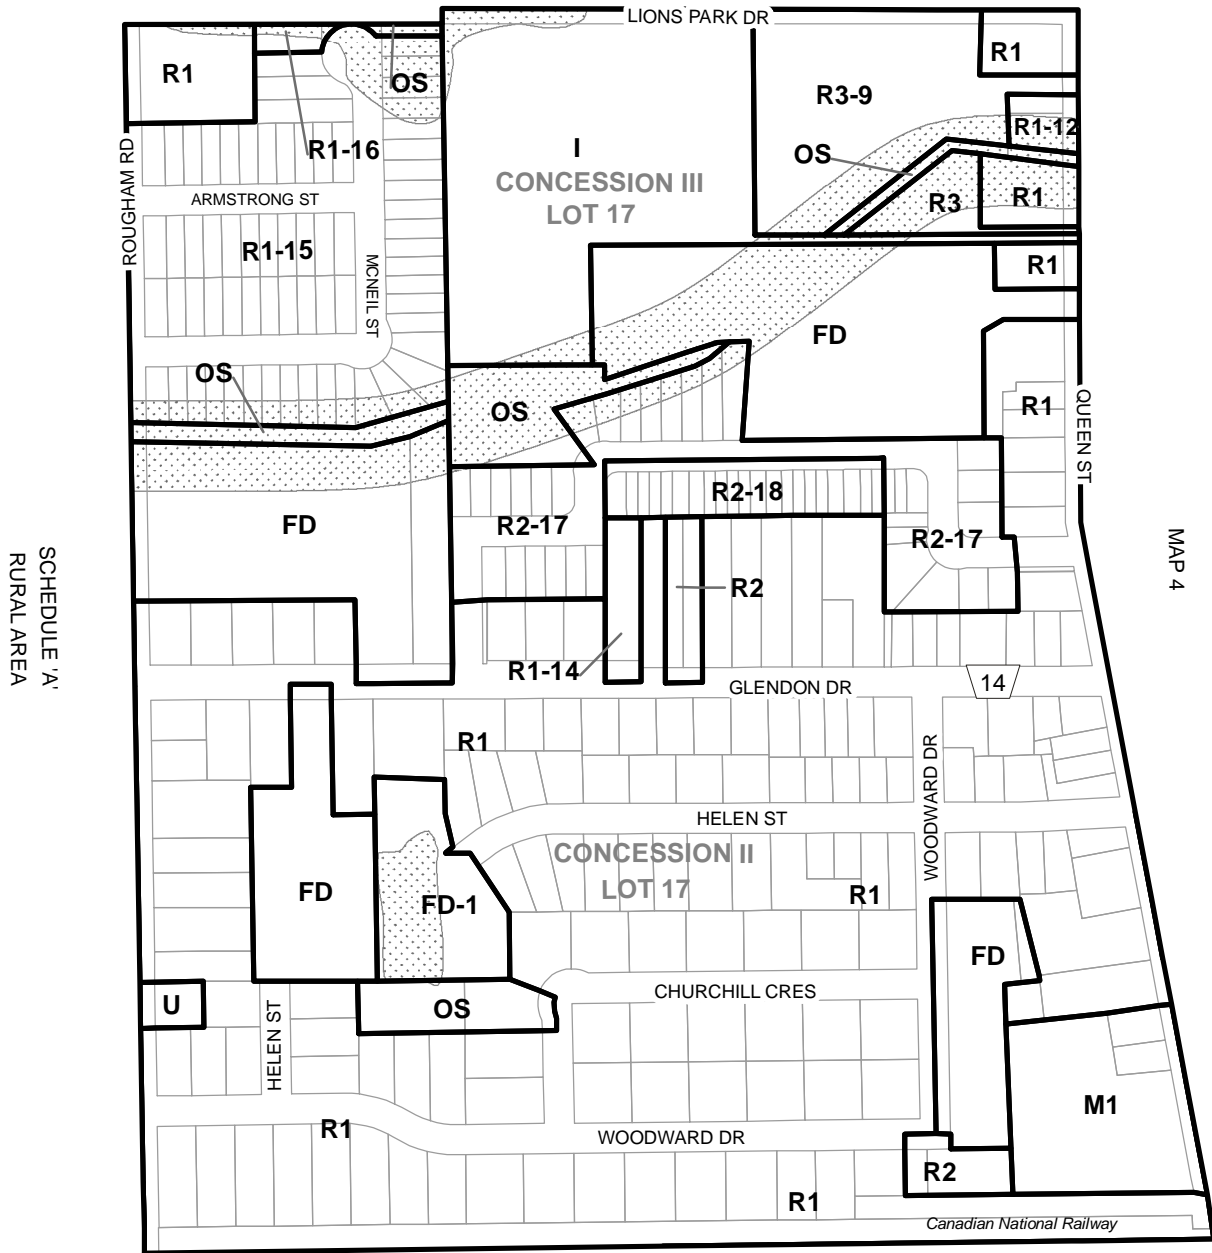 LIONS PARK DR
R1
OS
R1
R3-9
R1-12
R1-16
I
OS
ROUGHAM RD
CONCESSION III
LOT 17
ARMSTRONG ST
R3
R1
R1-15
MCNEIL ST
R1
FD
OS
OS
R1
QUEEN ST
R2-18
FD
R2-17
R2-17
MAP 4
SCHEDULE 'A'
RURAL AREA
R2
R1-14
GLENDON DR
14
R1
WOODWARD DR
HELEN ST
CONCESSION II
LOT 17
FD
FD-1
R1
FD
U
OS
CHURCHILL CRES
HELEN ST
M1
R1
WOODWARD DR
R2
R1
Canadian National Railway